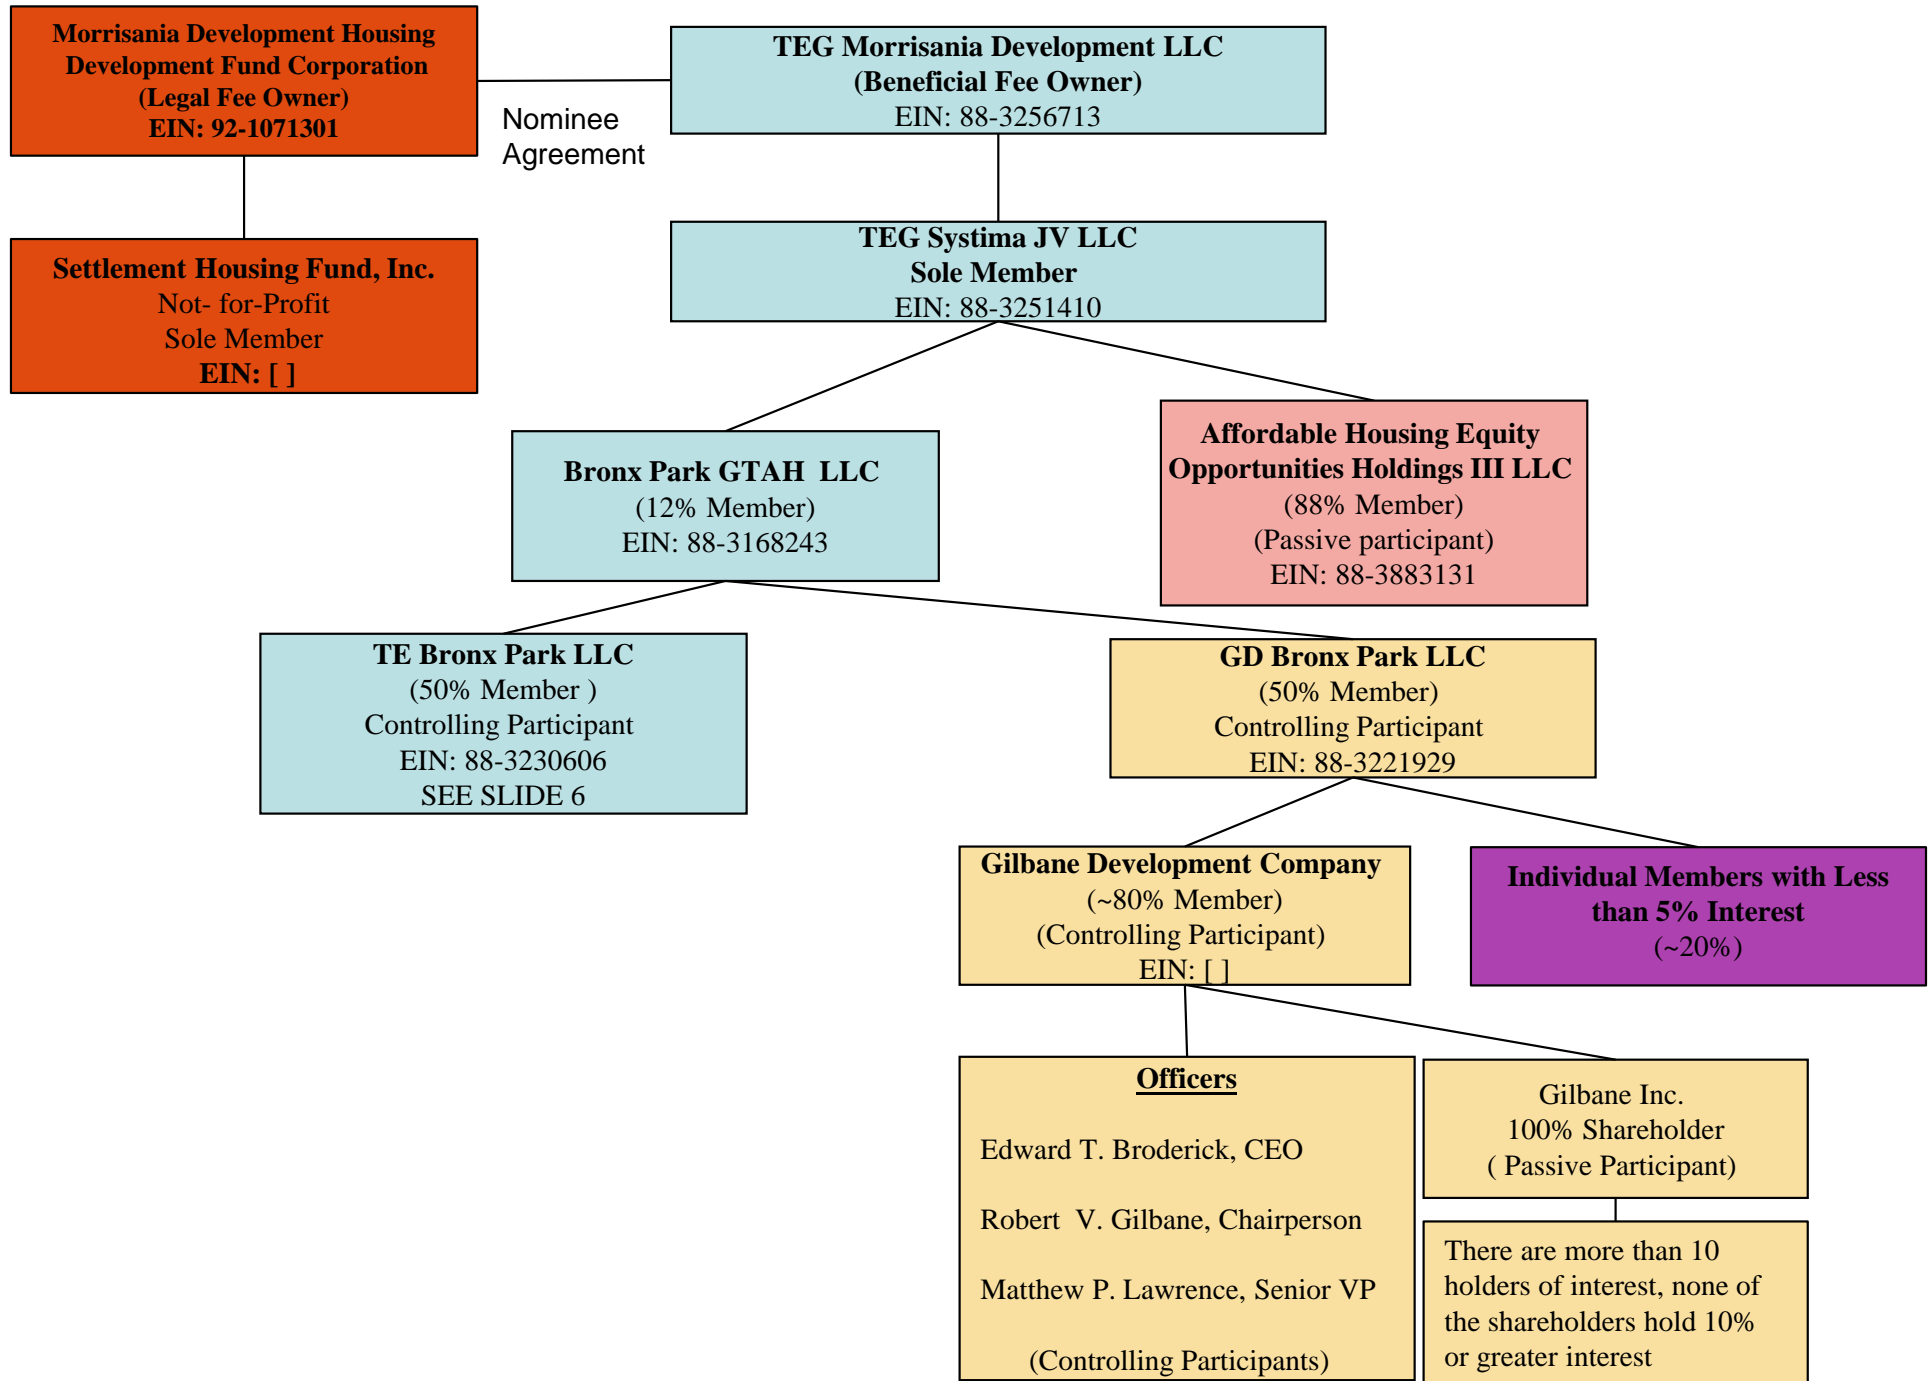 Morrisania Development Housing
Development Fund Corporation
(Legal Fee Owner)
EIN: 92-1071301
Nominee
Agreement
TEG Morrisania Development LLC
(Beneficial Fee Owner)
EIN: 88-3256713
Settlement Housing Fund, Inc.
Not- for-Profit
Sole Member
EIN: [ ]
TEG Systima JV LLC
Sole Member
EIN: 88-3251410
Bronx Park GTAH  LLC
(12% Member)
EIN: 88-3168243
Affordable Housing Equity
Opportunities Holdings III LLC
(88% Member)
(Passive participant)
EIN: 88-3883131
TE Bronx Park LLC
(50% Member )
Controlling Participant
EIN: 88-3230606
SEE SLIDE 6
GD Bronx Park LLC
(50% Member)
Controlling Participant
EIN: 88-3221929
Gilbane Development Company
(~80% Member)
(Controlling Participant)
EIN: [ ]
Individual Members with Less
than 5% Interest
(~20%)
Officers
Edward T. Broderick, CEO
Robert  V. Gilbane, Chairperson
Matthew P. Lawrence, Senior VP
(Controlling Participants)
Gilbane Inc.
100% Shareholder
( Passive Participant)
There are more than 10
holders of interest, none of
the shareholders hold 10%
or greater interest